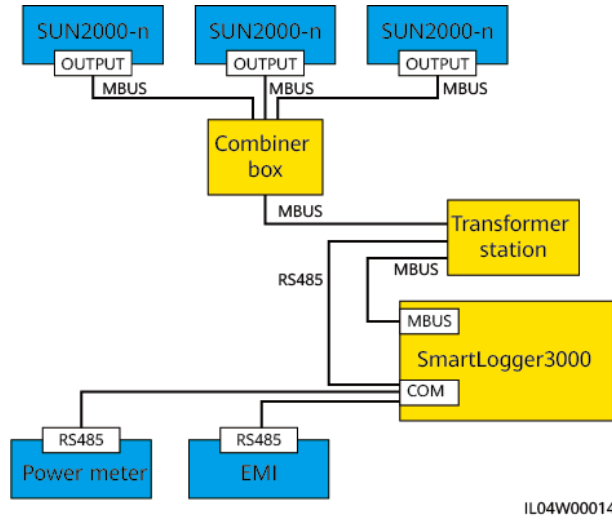 SUN2000-n
SUN2000-n
SUN2000-n
OUTPUT
OUTPUT
OUTPUT
MBUS
MBUS
MBUS
Combiner
box
MBUS
Transformer
station
RS485
MBUS
MBUS
SmartLogger3000
COM
RS485
RS485
Power meter
EMI
IL04W00014